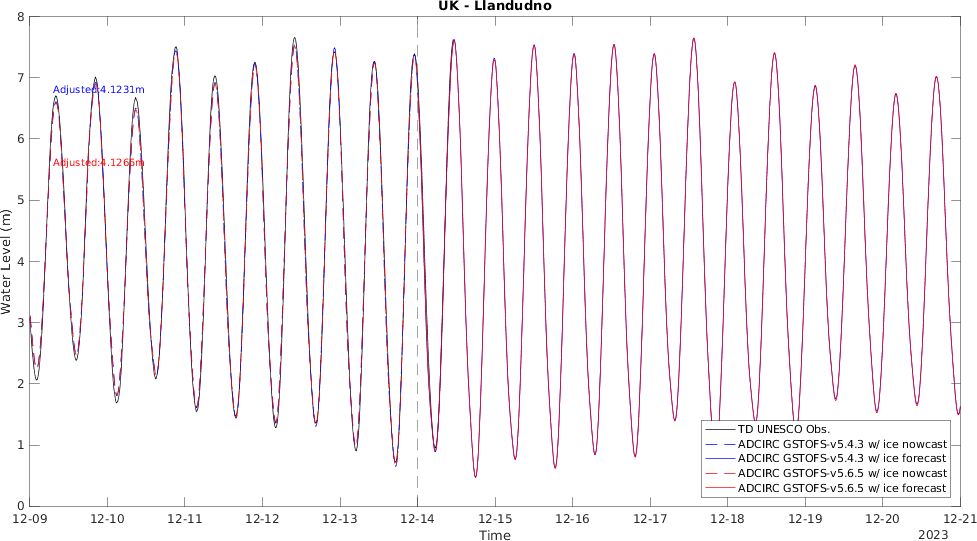 UK - Llandudno
8
7
6
5
4
3
2
1
0
Water Level (m)
Adjusted:4.1231m
Adjusted:4.1266m
TD UNESCO Obs.
ADCIRC GSTOFS-v5.4.3 w/ ice nowcast
ADCIRC GSTOFS-v5.4.3 w/ ice forecast
ADCIRC GSTOFS-v5.6.5 w/ ice nowcast
ADCIRC GSTOFS-v5.6.5 w/ ice forecast
12-09 12-10 12-11 12-12 12-13 12-14 12-15 12-16 12-17 12-18 12-19 12-20 12-21
Time
2023